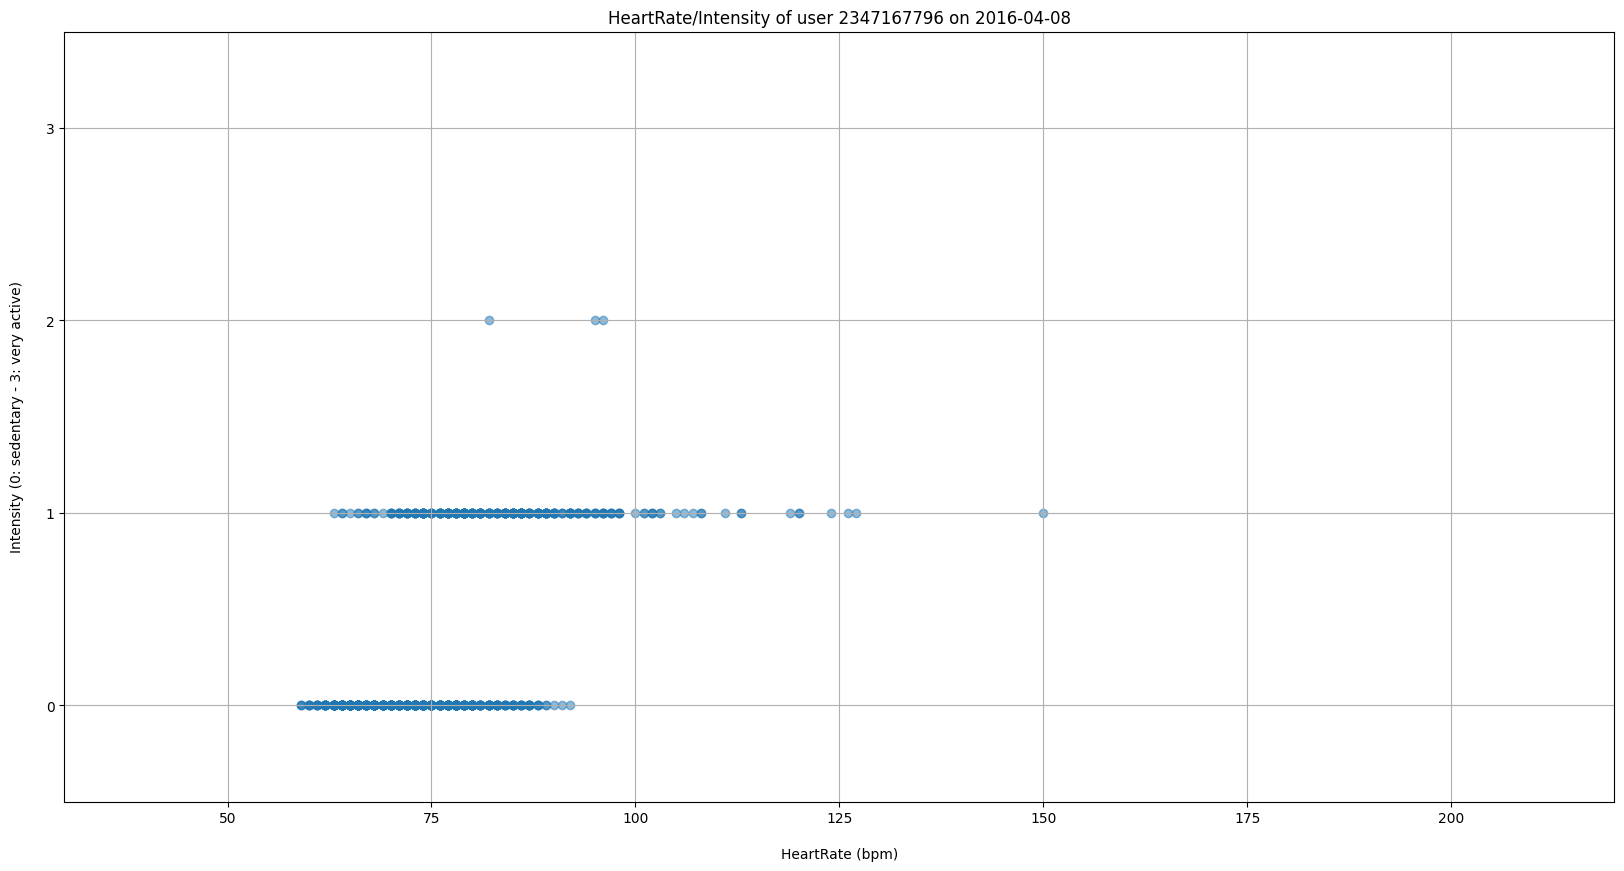 HeartRate/Intensity of user 2347167796 on 2016-04-08
Intensity (0: sedentary - 3: very active)
3
2
1
0
50 75 100 125 150 175 200
HeartRate (bpm)